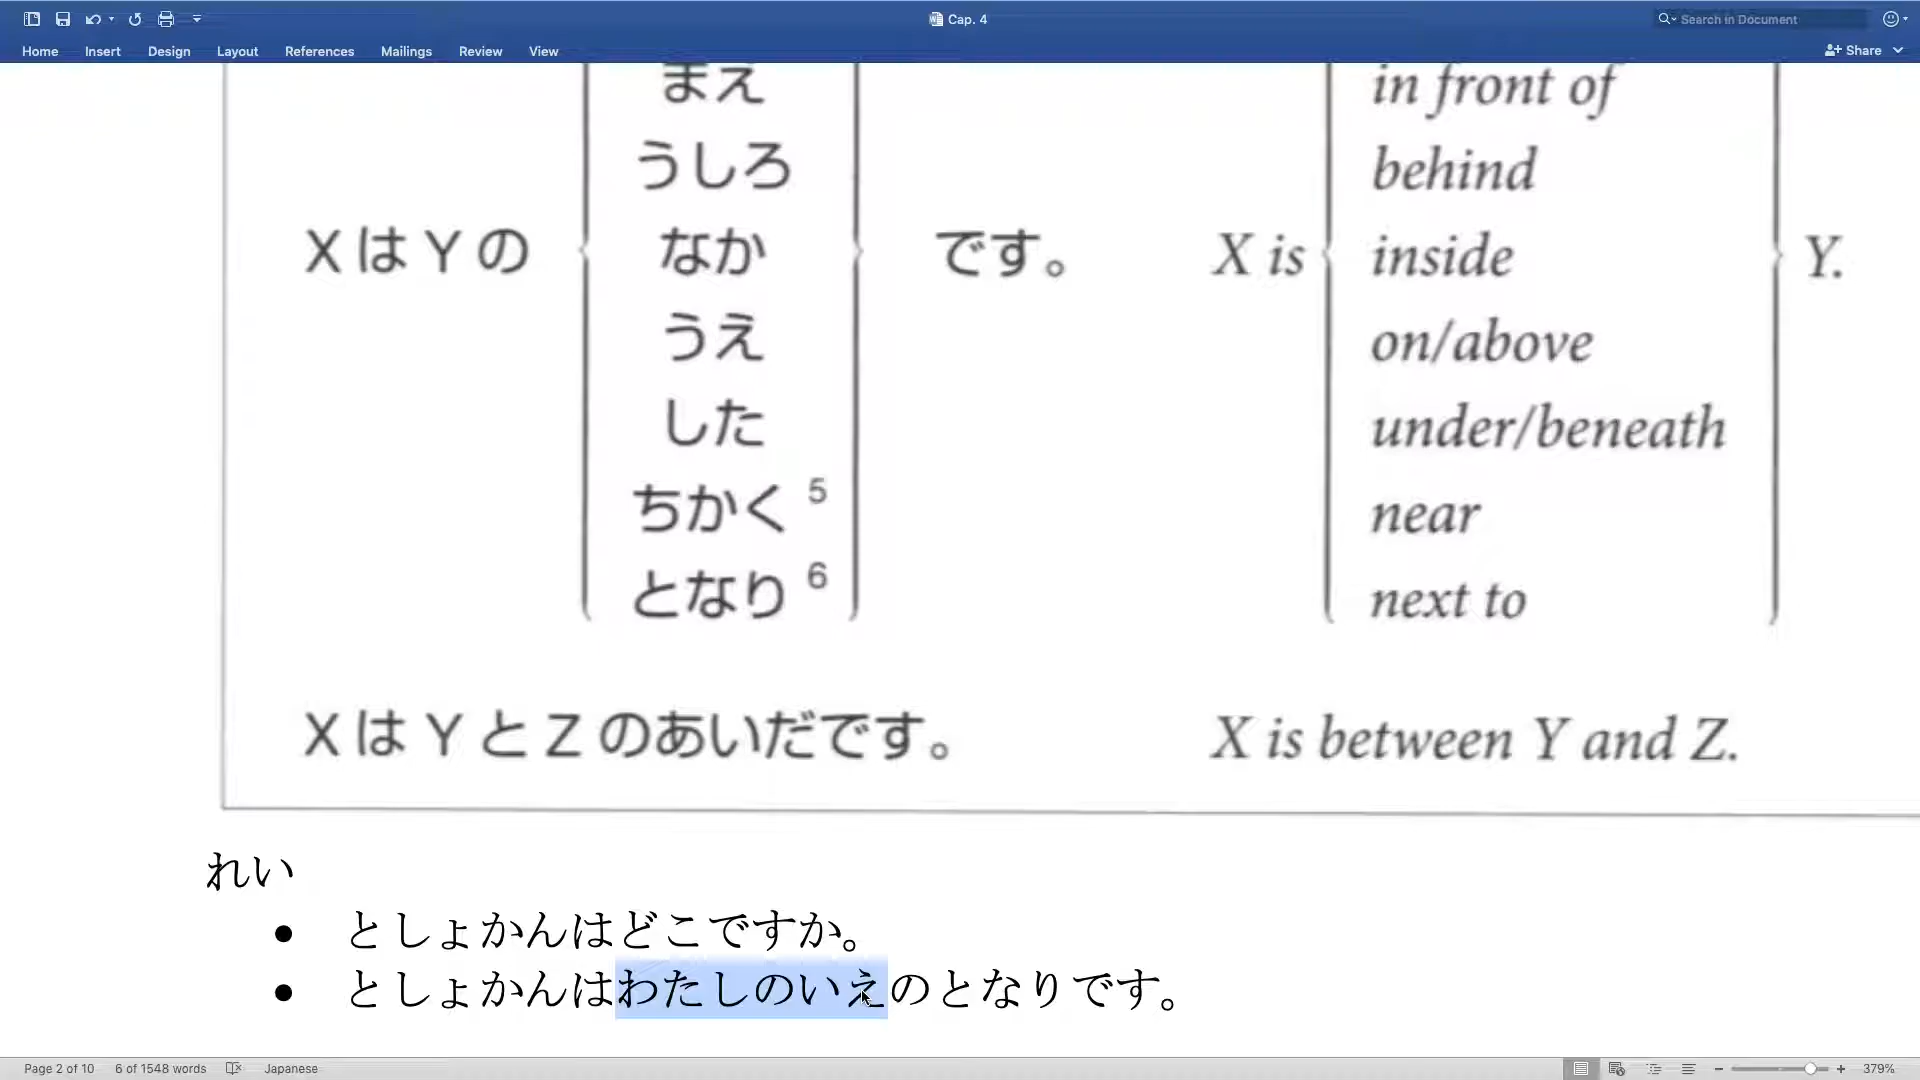 Cap. 4
Search in Document
Home Insert Design Layout References Mailings Review View
Share
まえ in front of
うしろ behind
XはYの なか です。 X is inside Y.
うえ on/above
した under/beneath
ちかく 5 near
となり 6 next to
XはYとZのあいだです。 X is between Y and Z.
れい
● としょかんはどこですか。
● としょかんはわたしのいえのとなりです。
Page 2 of 10 6 of 1548 words Japanese 379%